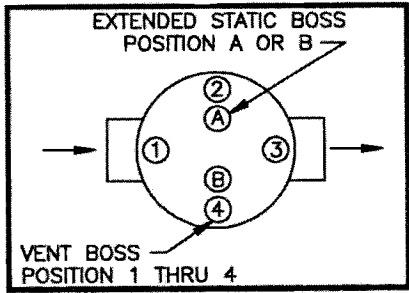 EXTENDED STATIC BOSS
POSITION A OR B
2
A
1
3
B
4
VENT BOSS
POSITION 1 THRU 4